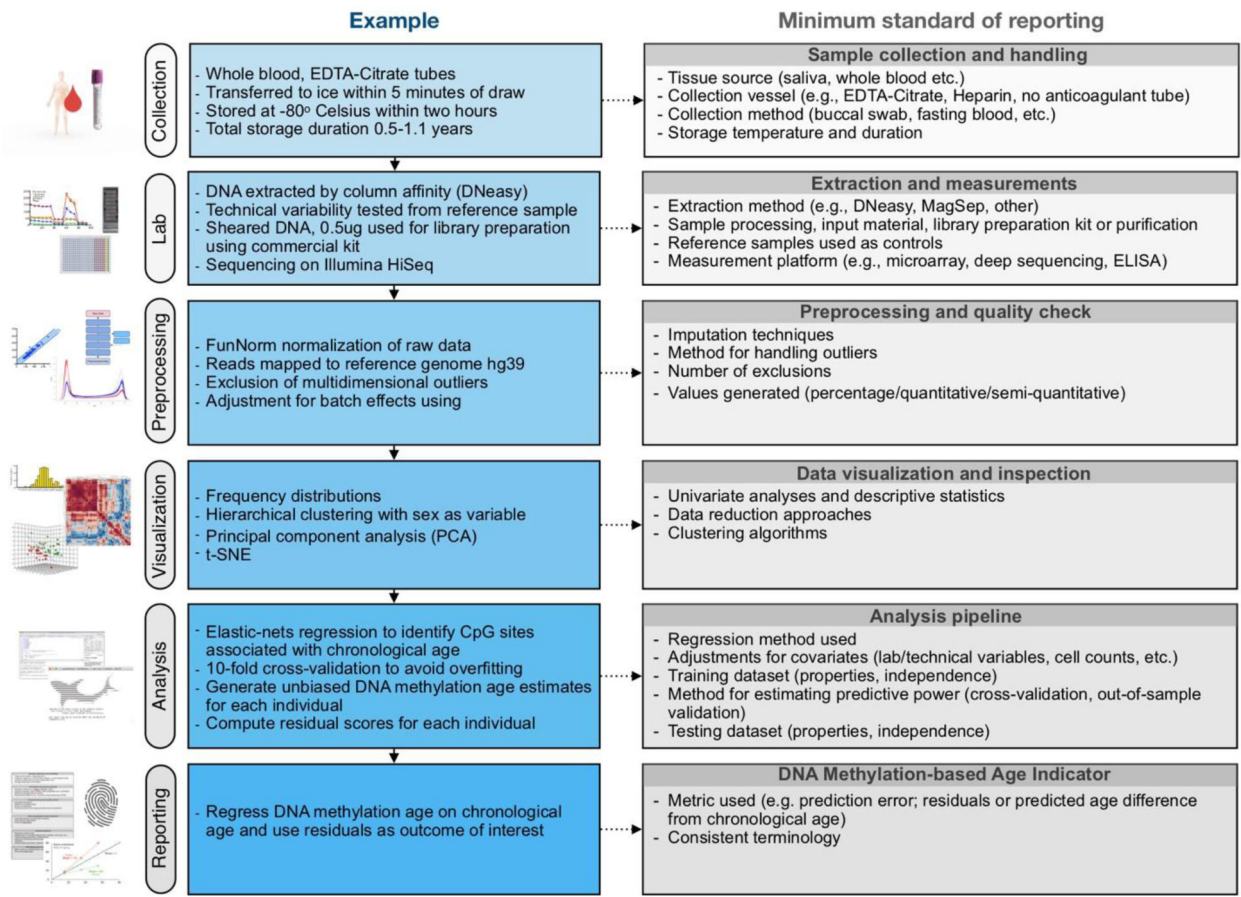 Example
Minimum standard of reporting
Collection
- Whole blood, EDTA-Citrate tubes
- Transferred to ice within 5 minutes of draw
- Stored at -80º Celsius within two hours
- Total storage duration 0.5-1.1 years
Sample collection and handling
- Tissue source (saliva, whole blood etc.)
- Collection vessel (e.g., EDTA-Citrate, Heparin, no anticoagulant tube)
- Collection method (buccal swab, fasting blood, etc.)
- Storage temperature and duration
Lab
- DNA extracted by column affinity (DNeasy)
- Technical variability tested from reference sample
- Sheared DNA, 0.5ug used for library preparation
using commercial kit
- Sequencing on Illumina HiSeq
Extraction and measurements
- Extraction method (e.g., DNeasy, MagSep, other)
- Sample processing, input material, library preparation kit or purification
- Reference samples used as controls
- Measurement platform (e.g., microarray, deep sequencing, ELISA)
Preprocessing
- FunNorm normalization of raw data
- Reads mapped to reference genome hg39
- Exclusion of multidimensional outliers
- Adjustment for batch effects using
Preprocessing and quality check
- Imputation techniques
- Method for handling outliers
- Number of exclusions
- Values generated (percentage/quantitative/semi-quantitative)
Visualization
- Frequency distributions
- Hierarchical clustering with sex as variable
- Principal component analysis (PCA)
- t-SNE
Data visualization and inspection
- Univariate analyses and descriptive statistics
- Data reduction approaches
- Clustering algorithms
Analysis
- Elastic-nets regression to identify CpG sites
associated with chronological age
- 10-fold cross-validation to avoid overfitting
- Generate unbiased DNA methylation age estimates
for each individual
- Compute residual scores for each individual
Analysis pipeline
- Regression method used
- Adjustments for covariates (lab/technical variables, cell counts, etc.)
- Training dataset (properties, independence)
- Method for estimating predictive power (cross-validation, out-of-sample
validation)
- Testing dataset (properties, independence)
Reporting
- Regress DNA methylation age on chronological
age and use residuals as outcome of interest
DNA Methylation-based Age Indicator
- Metric used (e.g. prediction error; residuals or predicted age difference
from chronological age)
- Consistent terminology